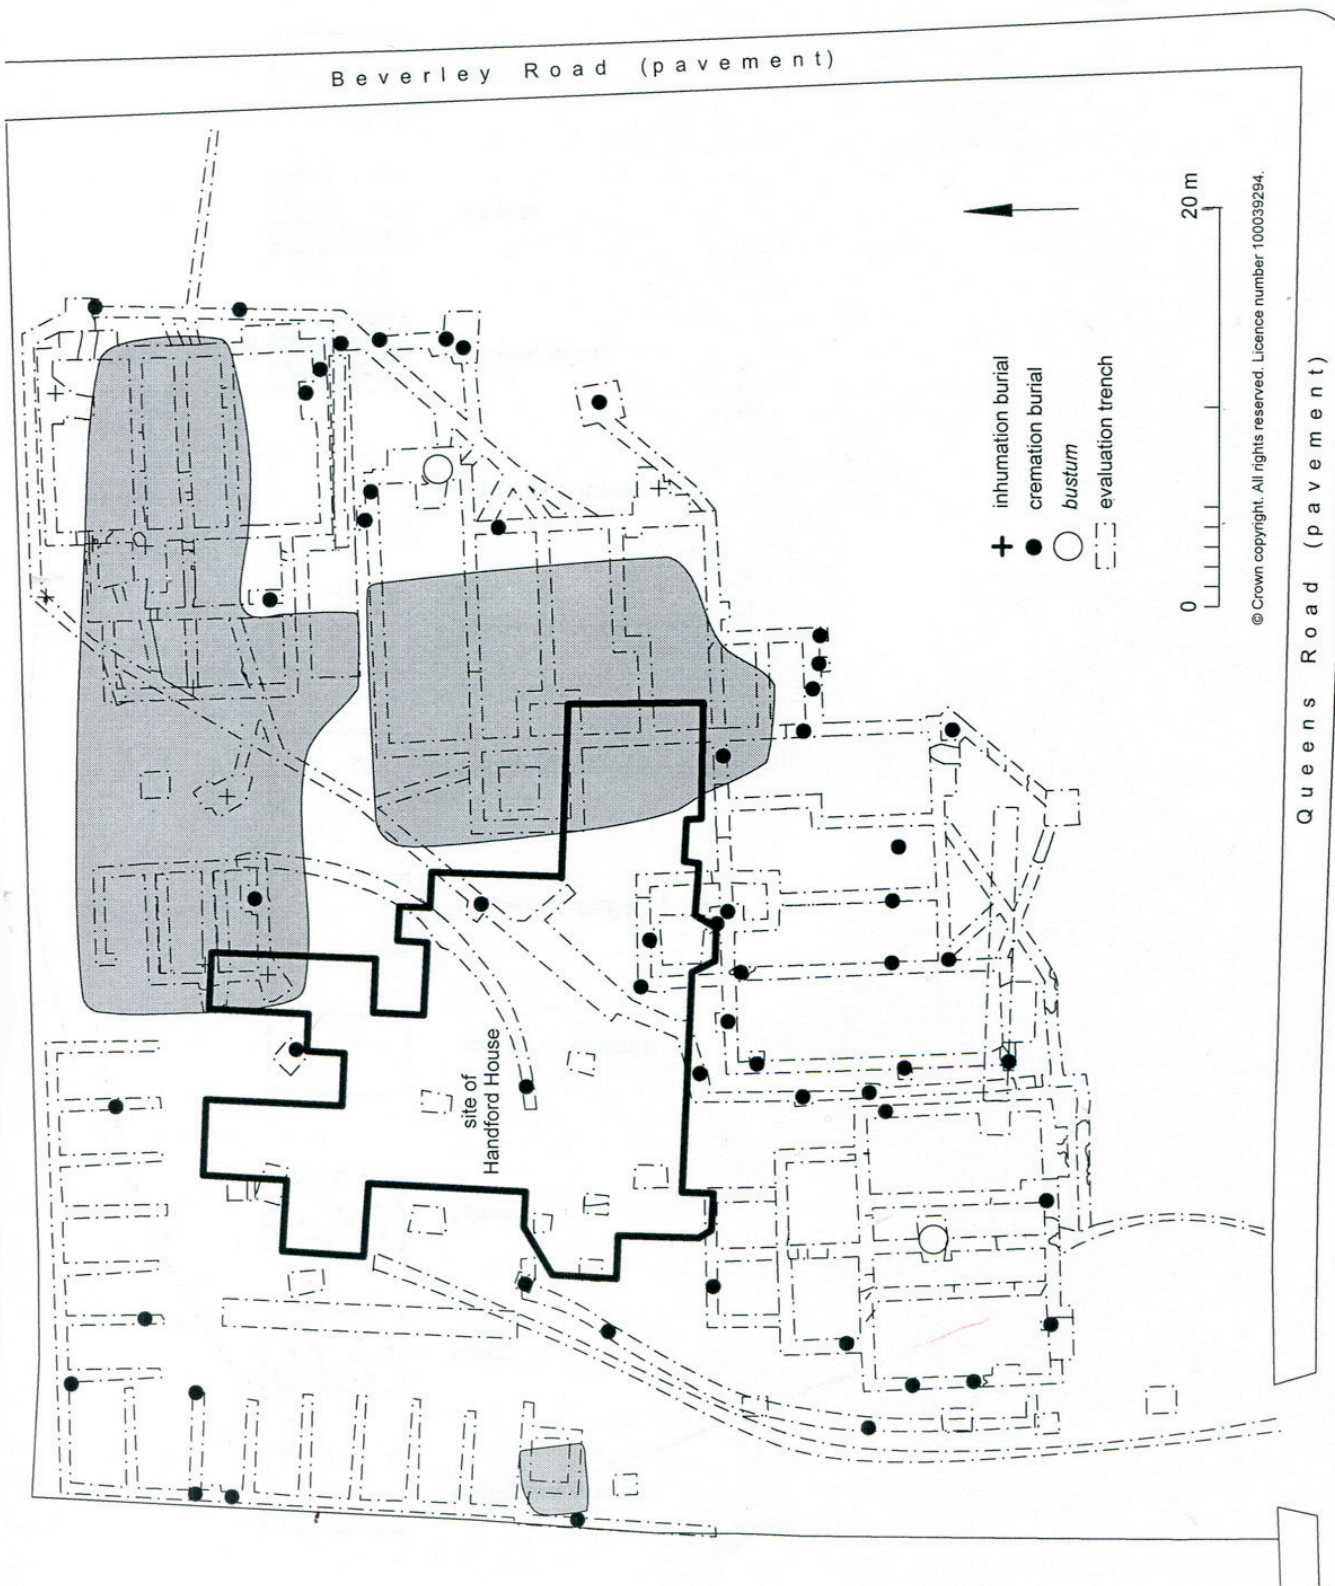 Beverley Road (pavement)
20 m
0
inhumation burial
cremation burial
bustum
evaluation trench
© Crown copyright. All rights reserved. Licence number 100039294.
Queens Road (pavement)
site of
Handford House